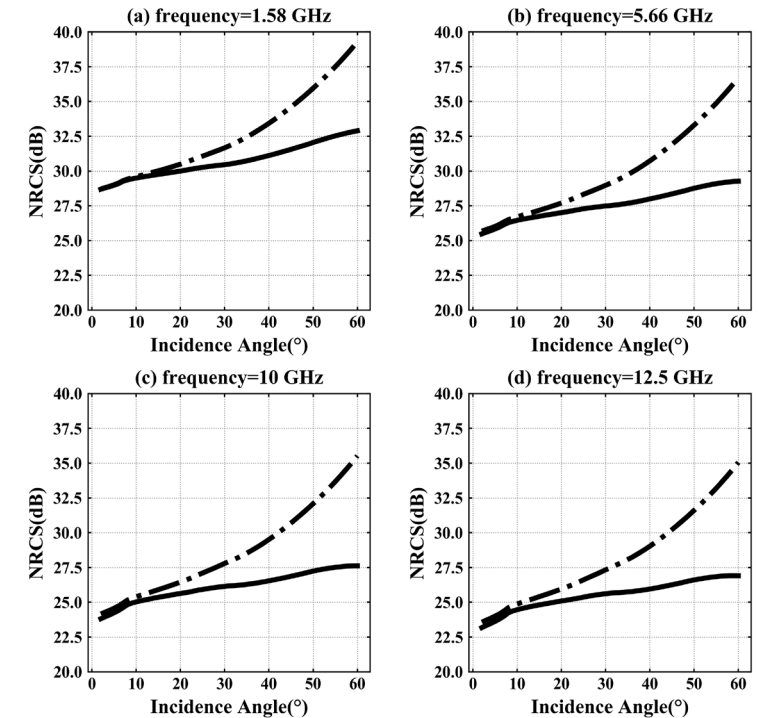 (a) frequency=1.58 GHz
40.0
37.5
35.0
32.5
30.0
27.5
25.0
22.5
20.0
NRCS(dB)
0 10 20 30 40 50 60
Incidence Angle(°)
(b) frequency=5.66 GHz
40.0
37.5
35.0
32.5
30.0
27.5
25.0
22.5
20.0
NRCS(dB)
0 10 20 30 40 50 60
Incidence Angle(°)
(c) frequency=10 GHz
40.0
37.5
35.0
32.5
30.0
27.5
25.0
22.5
20.0
NRCS(dB)
0 10 20 30 40 50 60
Incidence Angle(°)
(d) frequency=12.5 GHz
40.0
37.5
35.0
32.5
30.0
27.5
25.0
22.5
20.0
NRCS(dB)
0 10 20 30 40 50 60
Incidence Angle(°)